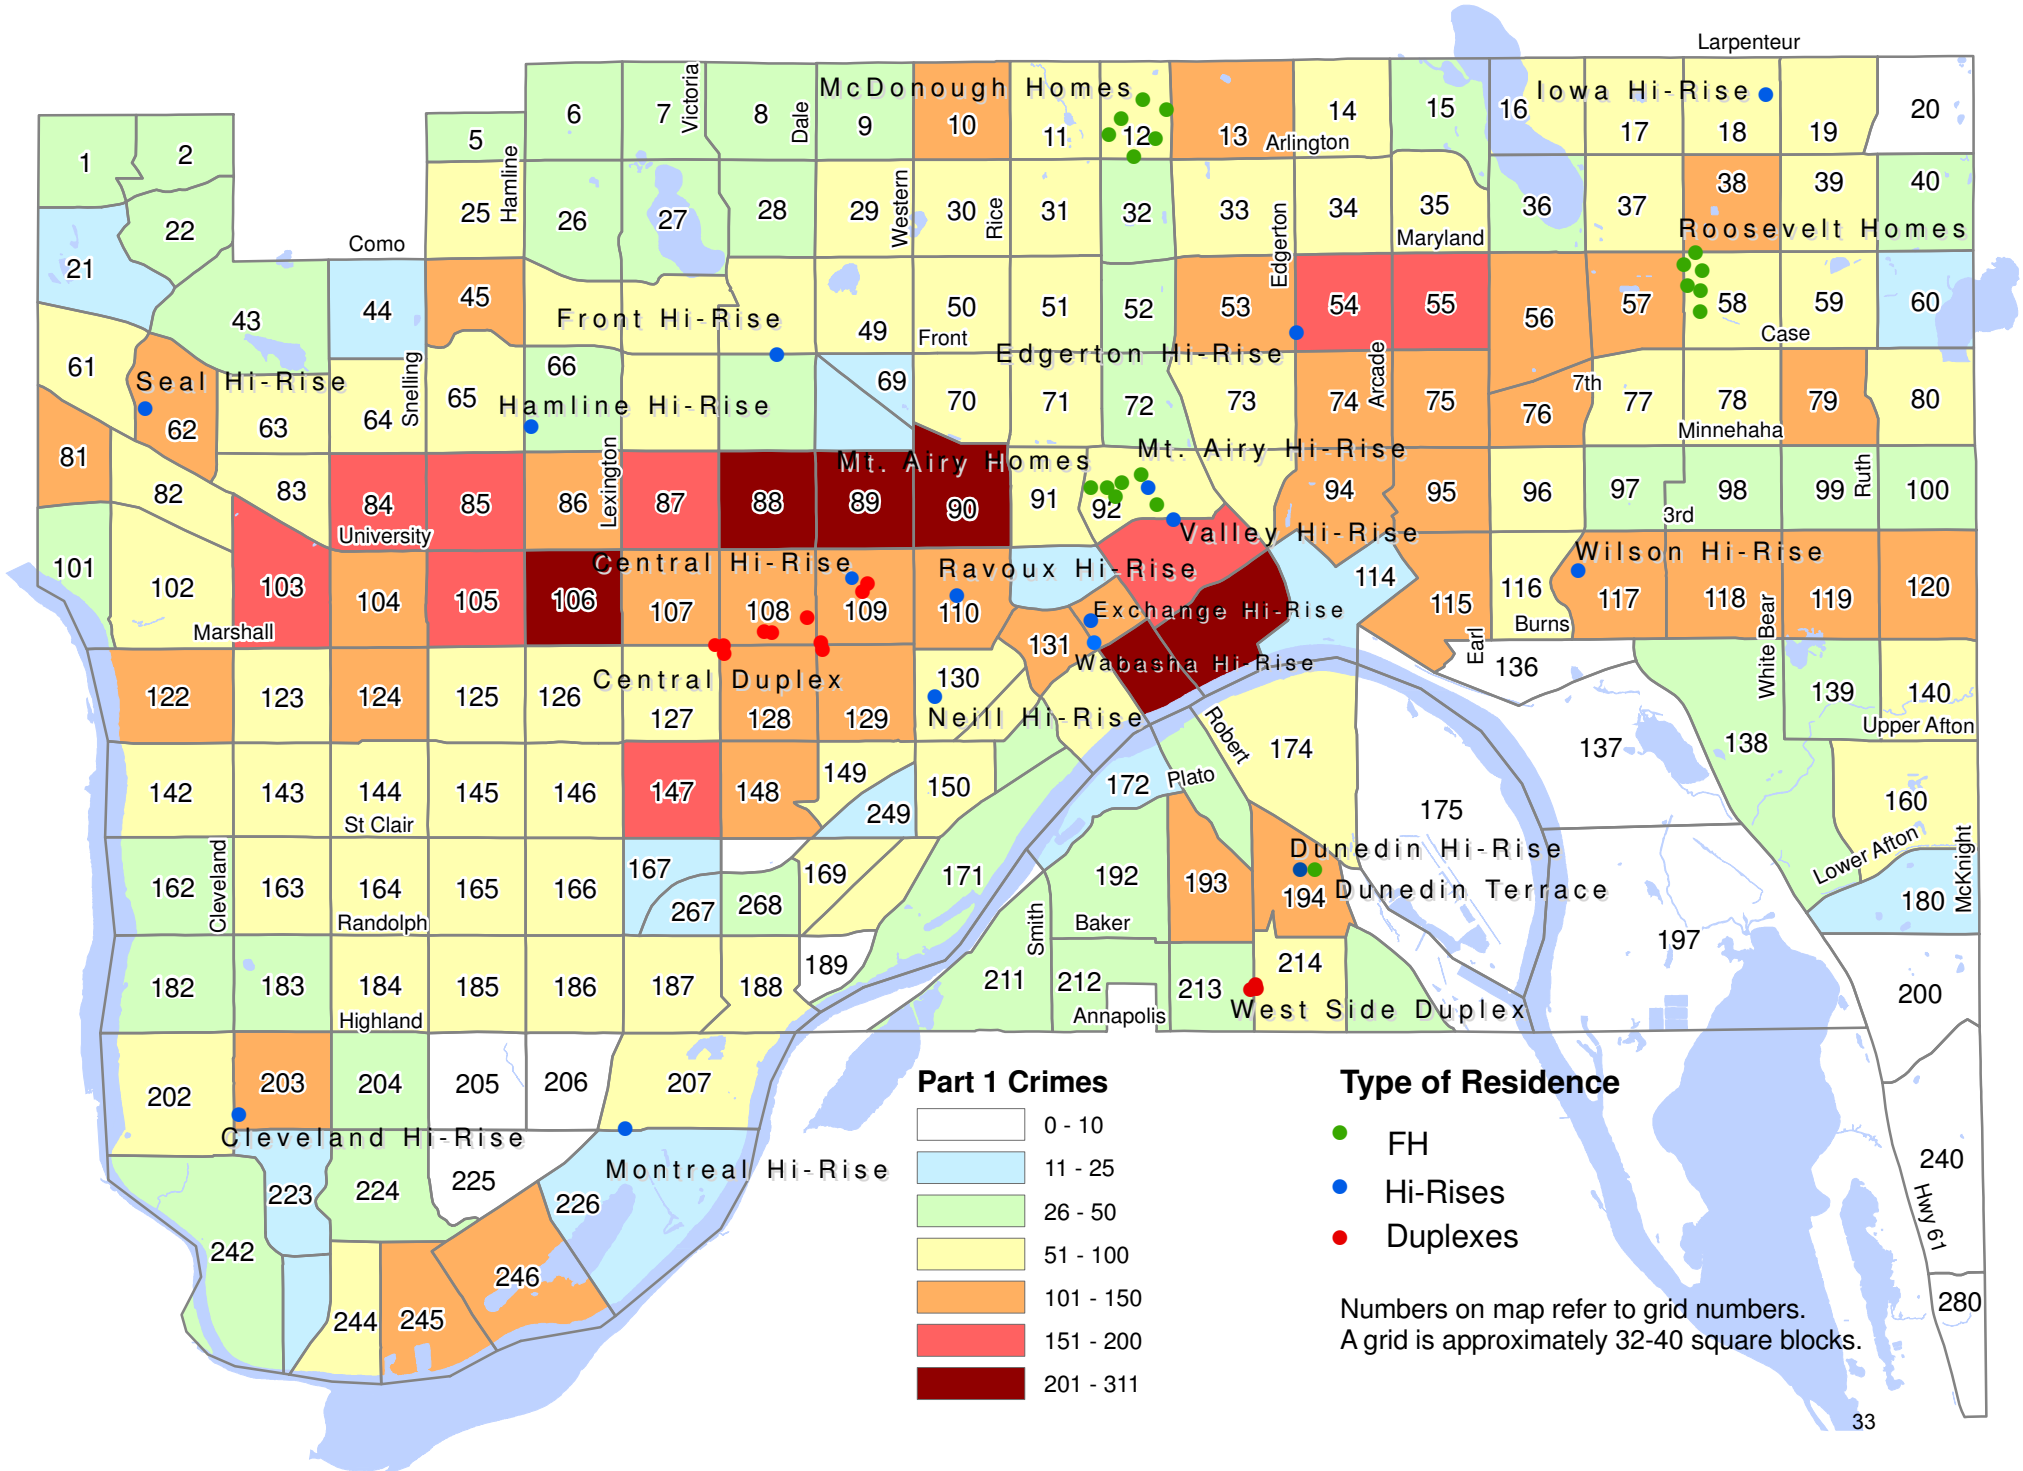 Larpenteur
McDonough Homes
Iowa Hi-Rise
Victoria
Dale
1
2
5
6
7
8
9
10
11
12
13
14
15
16
17
18
19
20
Arlington
Hamline
Western
Rice
Edgerton
Maryland
Como
21
22
25
26
27
28
29
30
31
32
33
34
35
36
37
38
39
40
Roosevelt Homes
43
44
45
49
50
51
52
53
54
55
56
57
58
59
60
Front Hi-Rise
Front
Case
Edgerton Hi-Rise
Snelling
Arcade
7th
Seal Hi-Rise
Hamline Hi-Rise
61
62
63
64
65
66
69
70
71
72
73
74
75
76
77
78
79
80
Minnehaha
Mt. Airy Hi-Rise
Mt. Airy Homes
Lexington
Ruth
3rd
81
82
83
84
85
86
87
88
89
90
91
92
94
95
96
97
98
99
100
University
Valley Hi-Rise
Wilson Hi-Rise
Central Hi-Rise
Ravoux Hi-Rise
101
102
103
104
105
106
107
108
109
110
114
115
116
117
118
119
120
Exchange Hi-Rise
Marshall
Burns
Earl
White Bear
Wabasha Hi-Rise
Central Duplex
Neill Hi-Rise
122
123
124
125
126
127
128
129
130
131
136
137
138
139
140
Upper Afton
Robert
Plato
142
143
144
145
146
147
148
149
150
249
172
174
175
160
St Clair
Lower Afton
McKnight
Cleveland
Dunedin Hi-Rise
Dunedin Terrace
162
163
164
165
166
167
267
268
169
171
192
193
194
197
180
Randolph
Baker
Smith
182
183
184
185
186
187
188
189
211
212
213
214
200
Highland
Annapolis
West Side Duplex
202
203
204
205
206
207
Cleveland Hi-Rise
Montreal Hi-Rise
223
224
225
226
240
Hwy 61
242
244
245
246
280
Part 1 Crimes
0 - 10
11 - 25
26 - 50
51 - 100
101 - 150
151 - 200
201 - 311
Type of Residence
FH
Hi-Rises
Duplexes
Numbers on map refer to grid numbers.
A grid is approximately 32-40 square blocks.
33